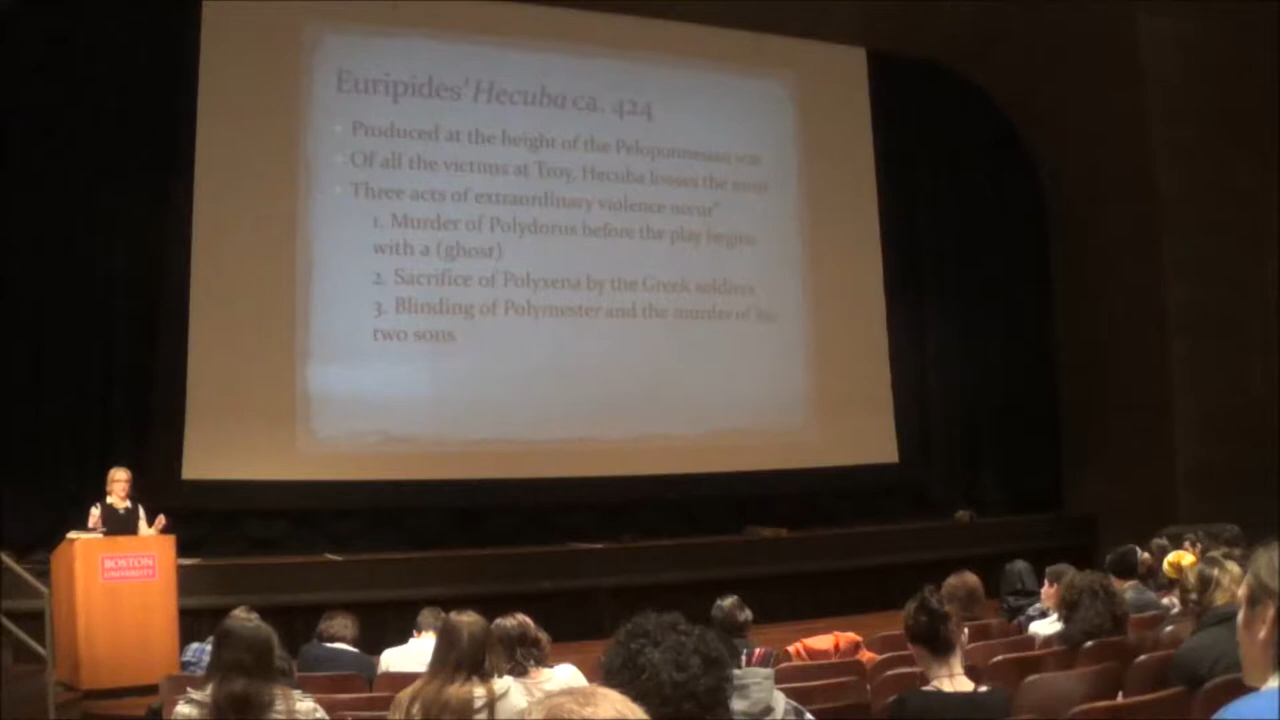 Euripides' Hecuba ca. 424
Produced at the height of the Peloponnesian war
Of all the victims at Troy, Hecuba losses the most
Three acts of extraordinary violence occur"
1. Murder of Polydorus before the play begins
with a (ghost)
2. Sacrifice of Polyxena by the Greek soldiers
3. Blinding of Polymester and the murder of his
two sons
BOSTON
UNIVERSITY